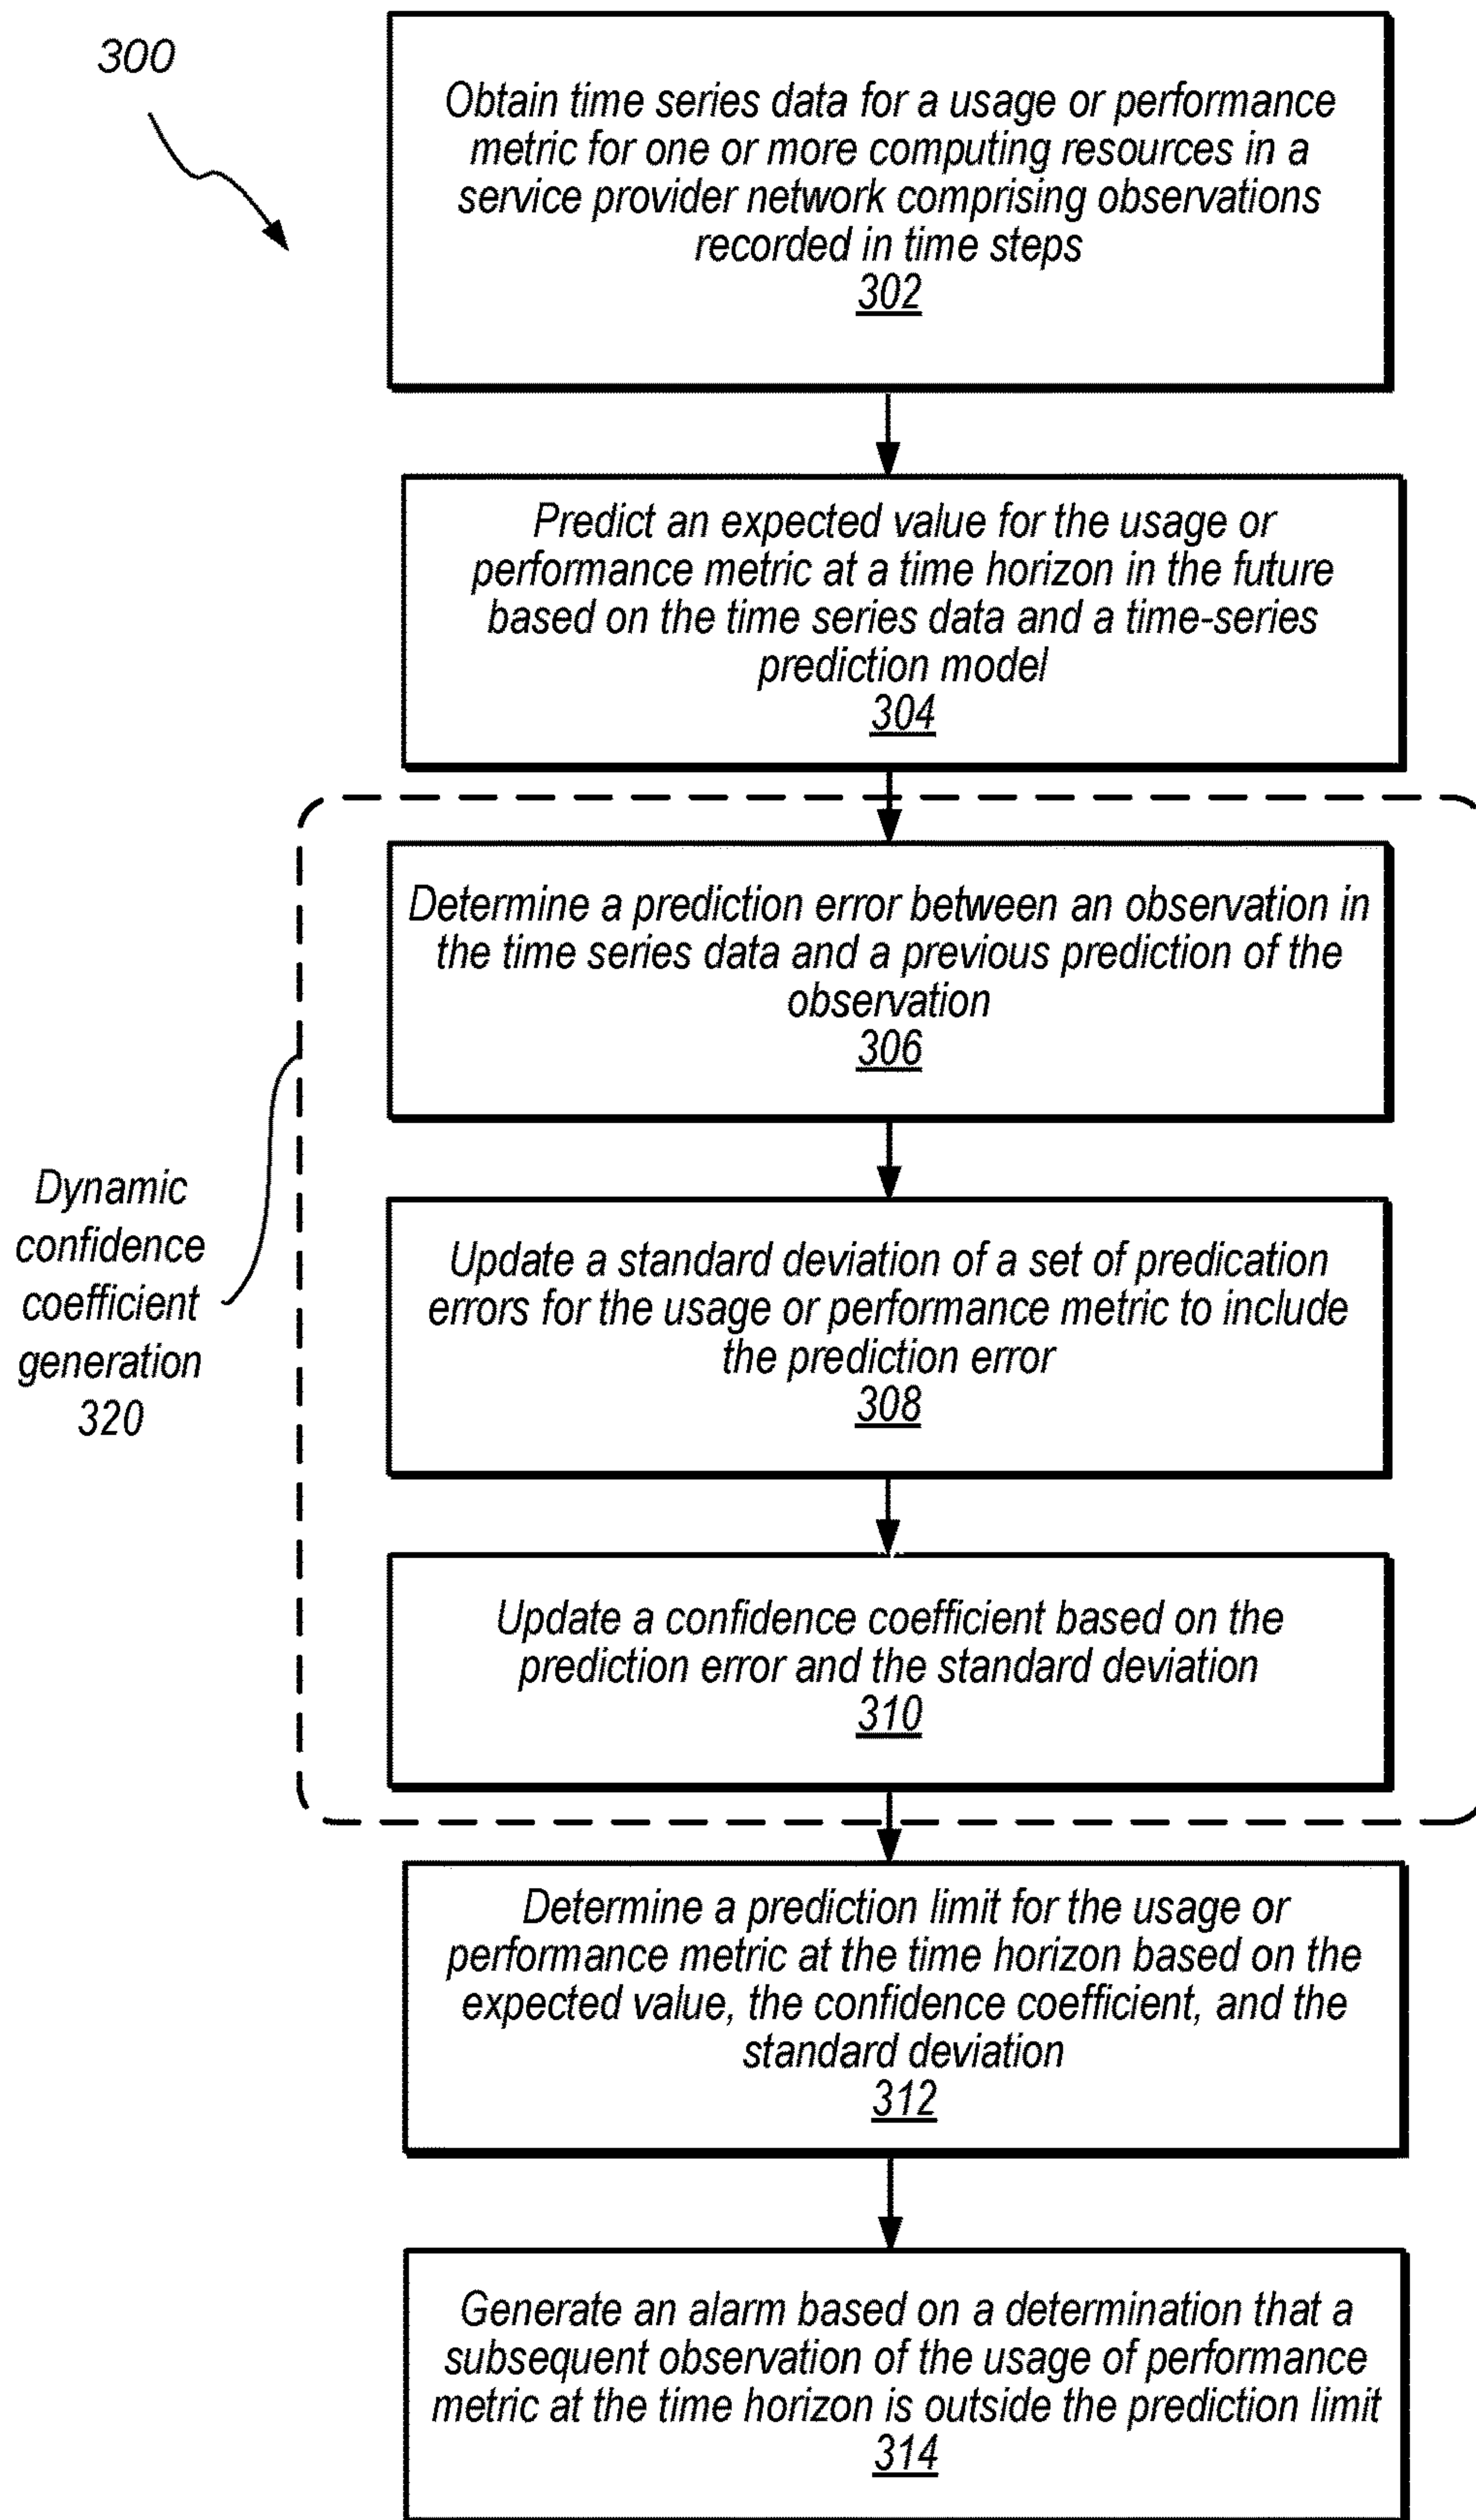 300
Obtain time series data for a usage or performance
metric for one or more computing resources in a
service provider network comprising observations
recorded in time steps
302
Predict an expected value for the usage or
performance metric at a time horizon in the future
based on the time series data and a time-series
prediction model
304
Determine a prediction error between an observation in
the time series data and a previous prediction of the
observation
306
Dynamic
confidence
coefficient
generation
320
Update a standard deviation of a set of predication
errors for the usage or performance metric to include
the prediction error
308
Update a confidence coefficient based on the
prediction error and the standard deviation
310
Determine a prediction limit for the usage or
performance metric at the time horizon based on the
expected value, the confidence coefficient, and the
standard deviation
312
Generate an alarm based on a determination that a
subsequent observation of the usage of performance
metric at the time horizon is outside the prediction limit
314